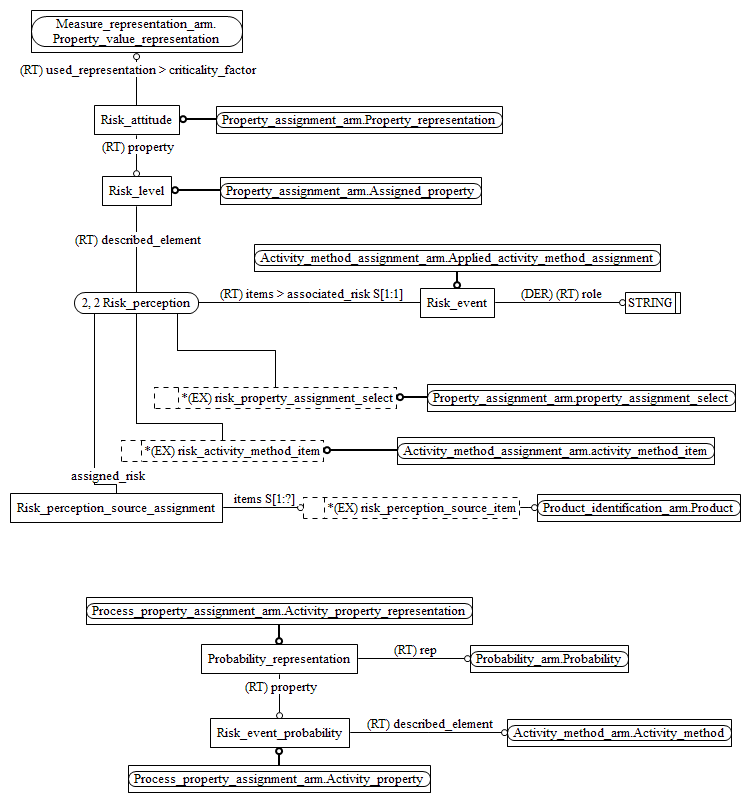 Measure_representation_arm.
Property_value_representation
(RT) used_representation > criticality_factor
Risk_attitude
Property_assignment_arm.Property_representation
(RT) property
Risk_level
Property_assignment_arm.Assigned_property
(RT) described_element
Activity_method_assignment_arm.Applied_activity_method_assignment
2, 2 Risk_perception
(RT) items > associated_risk S[1:1]
Risk_event
(DER) (RT) role
STRING
*(EX) risk_property_assignment_select
Property_assignment_arm.property_assignment_select
*(EX) risk_activity_method_item
Activity_method_assignment_arm.activity_method_item
assigned_risk
Risk_perception_source_assignment
items S[1:?]
*(EX) risk_perception_source_item
Product_identification_arm.Product
Process_property_assignment_arm.Activity_property_representation
Probability_representation
(RT) rep
Probability_arm.Probability
(RT) property
Risk_event_probability
(RT) described_element
Activity_method_arm.Activity_method
Process_property_assignment_arm.Activity_property